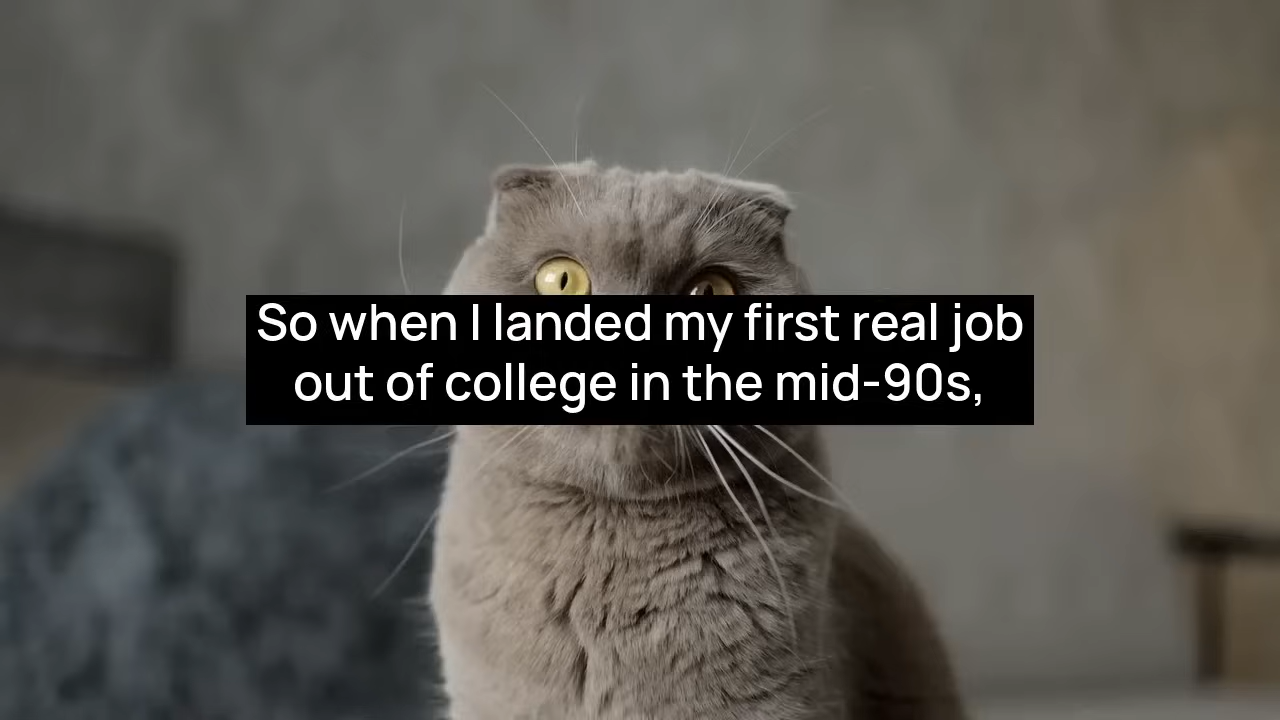 So when I landed my first real job
out of college in the mid-90s,